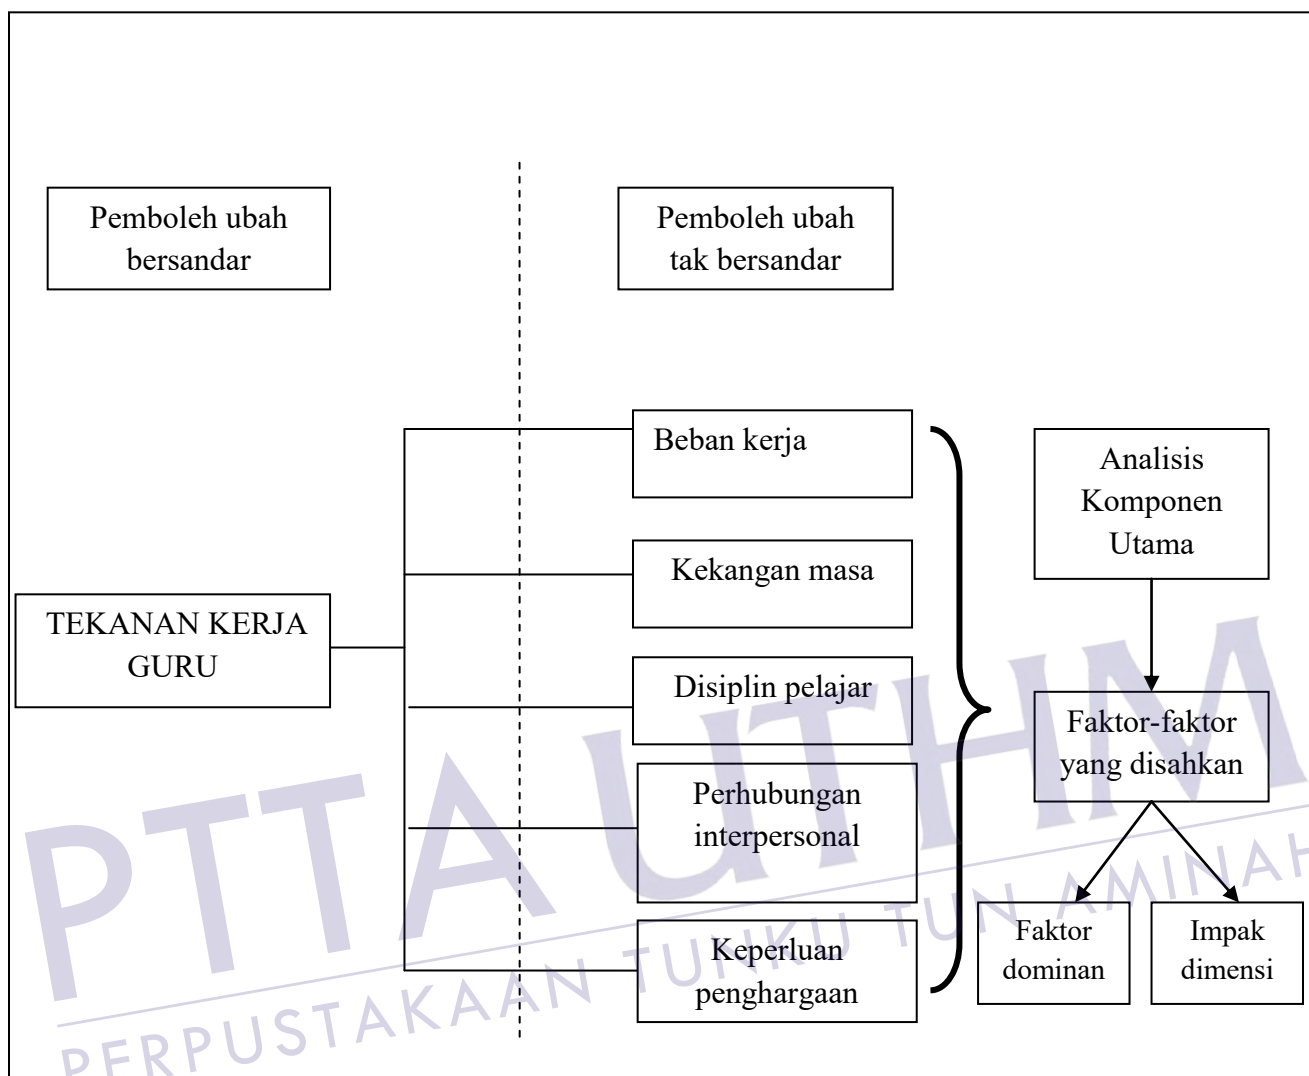 Pemboleh ubah
bersandar
Pemboleh ubah
tak bersandar
Beban kerja
Kekangan masa
Disiplin pelajar
Perhubungan
interpersonal
Keperluan
penghargaan
TEKANAN KERJA
GURU
Analisis
Komponen
Utama
Faktor-faktor
yang disahkan
Faktor
dominan
Impak
dimensi
PTTA UTHM
PERPUSTAKAAN TUNKU TUN AMINAH